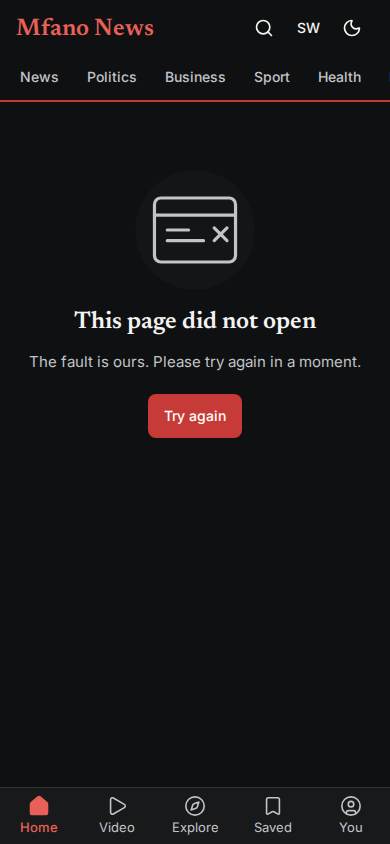 Mfano News
SW
News Politics Business Sport Health
This page did not open
The fault is ours. Please try again in a moment.
Try again
Home Video Explore Saved You